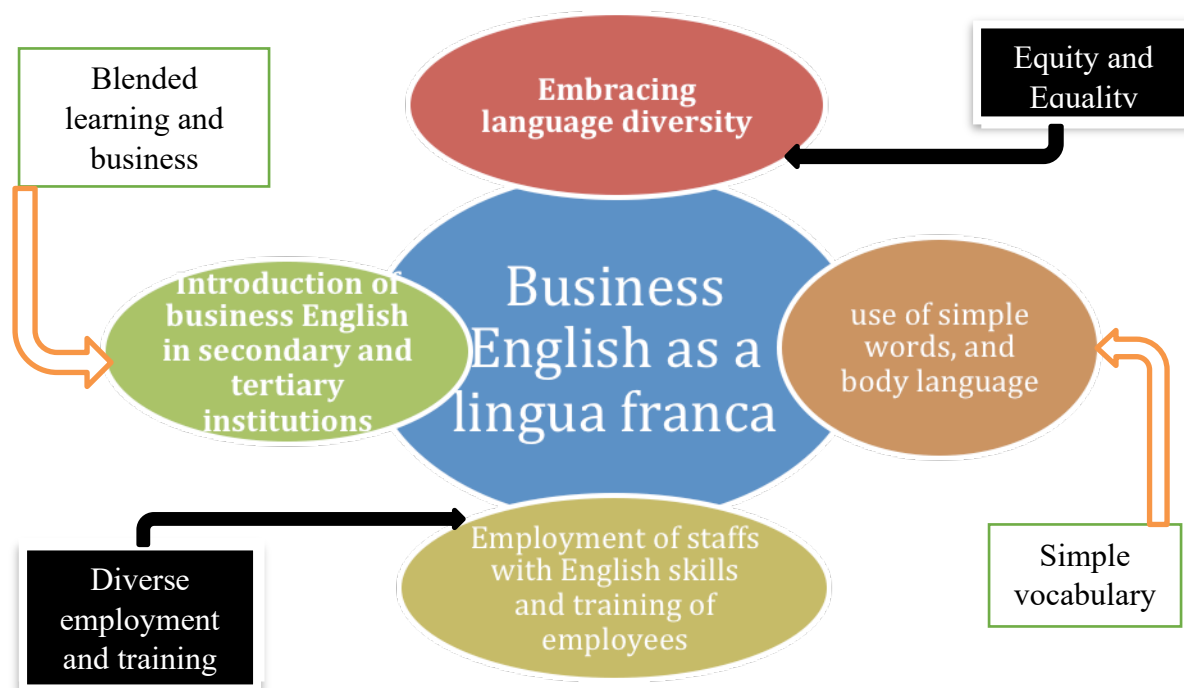 Blended
learning and
business
Embracing
language diversity
Equity and
Equality
Introduction of
business English
in secondary and
tertiary
institutions
Business
English as a
lingua franca
use of simple
words, and
body language
Diverse
employment
and training
Employment of staffs
with English skills
and training of
employees
Simple
vocabulary